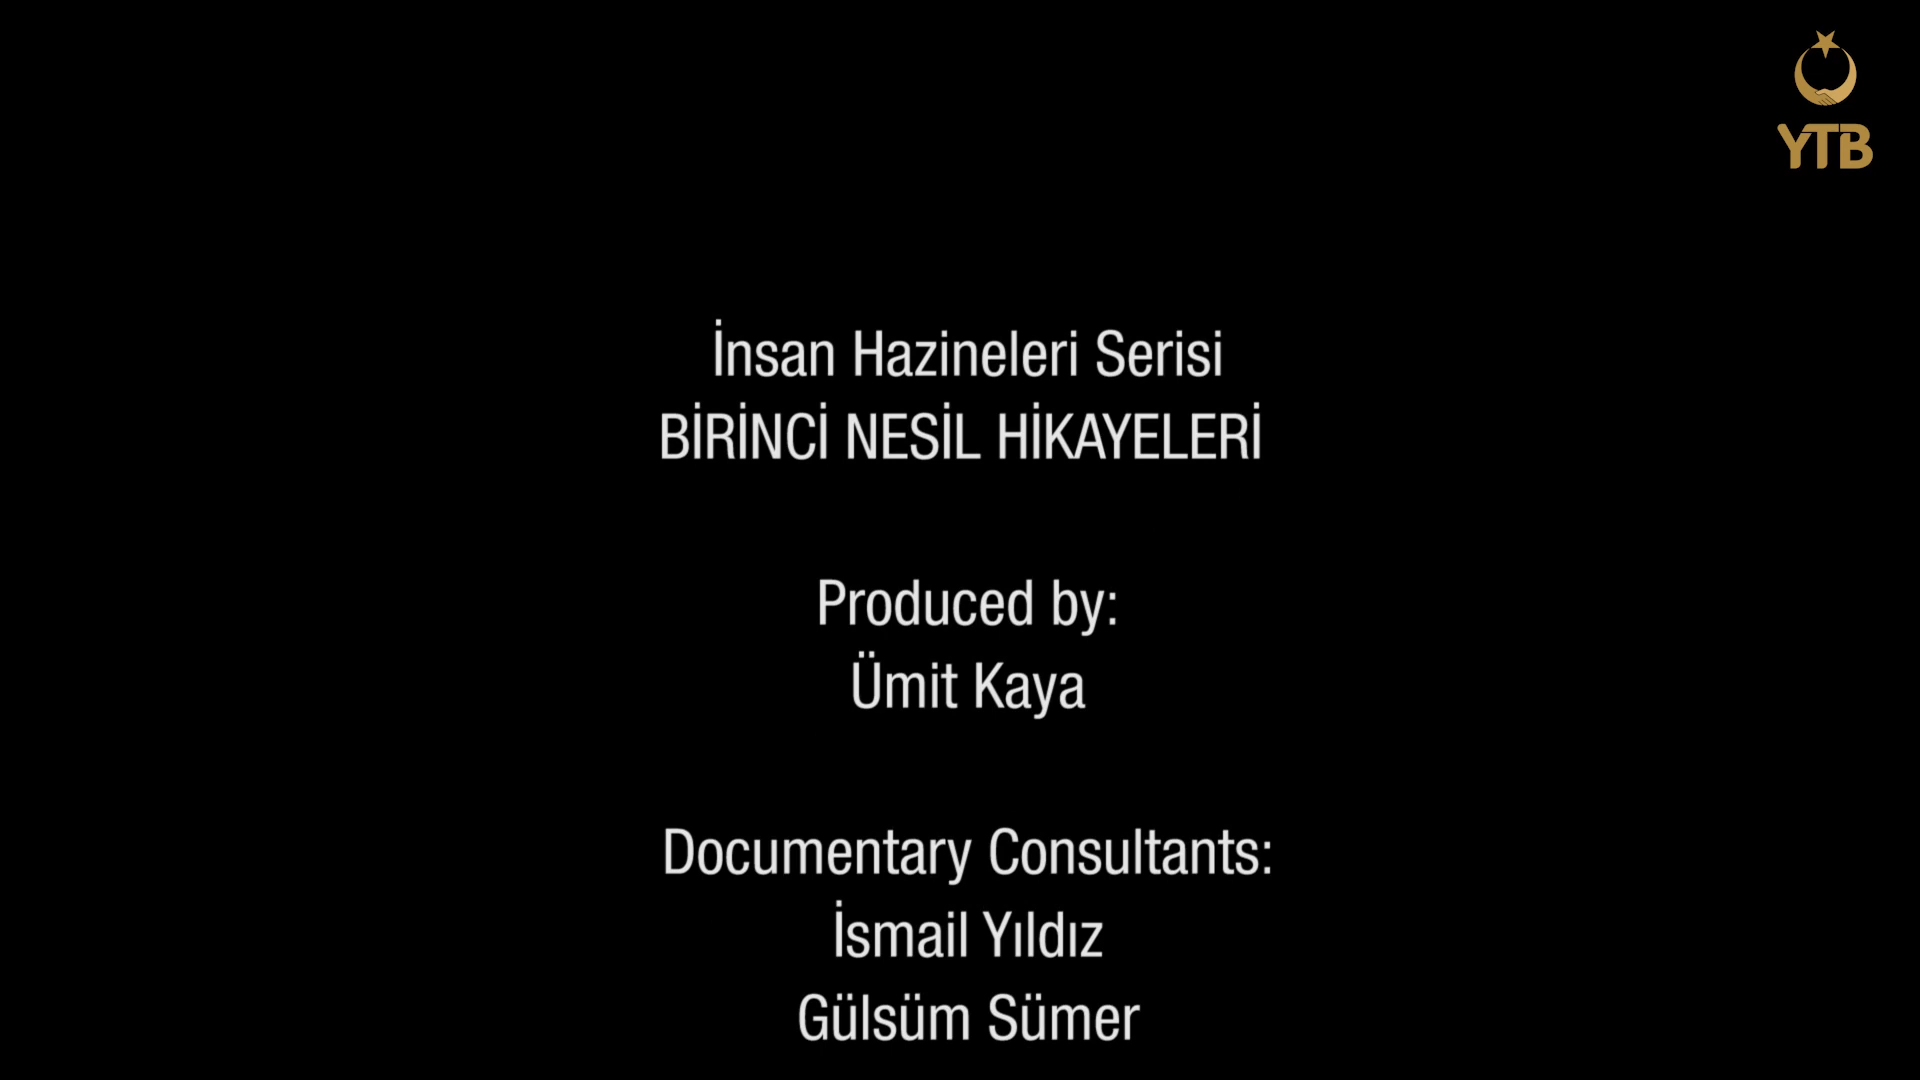 YTB
İnsan Hazineleri Serisi
BİRİNCİ NESİL HİKAYELERİ
Produced by:
Ümit Kaya
Documentary Consultants:
İsmail Yıldız
Gülsüm Sümer